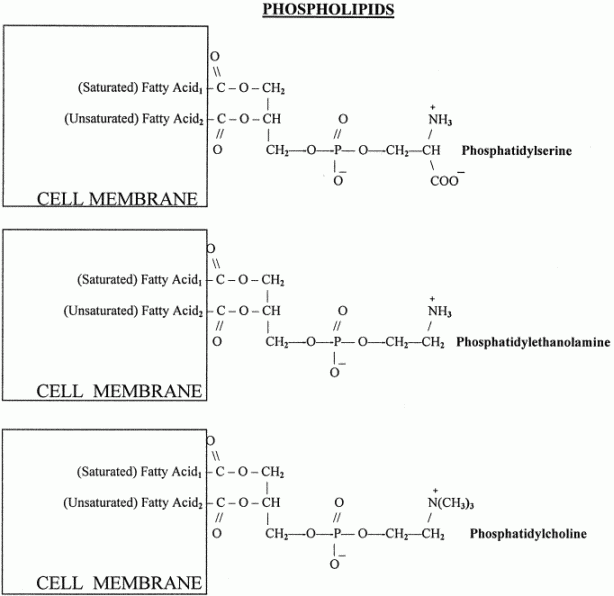 PHOSPHOLIPIDS
O
\\
(Saturated) Fatty Acid₁ – C – O – CH₂
|
(Unsaturated) Fatty Acid₂ – C – O – CH O NH₃⁺
// | // /
O CH₂—O—P—O—CH₂—CH Phosphatidylserine
| \
O⁻ COO⁻
CELL MEMBRANE
O
\\
(Saturated) Fatty Acid₁ – C – O – CH₂
|
(Unsaturated) Fatty Acid₂ – C – O – CH O NH₃⁺
// | // /
O CH₂—O—P—O—CH₂—CH₂ Phosphatidylethanolamine
|
O⁻
CELL MEMBRANE
O
\\
(Saturated) Fatty Acid₁ – C – O – CH₂
|
(Unsaturated) Fatty Acid₂ – C – O – CH O N⁺(CH₃)₃
// | // /
O CH₂—O—P—O—CH₂—CH₂ Phosphatidylcholine
|
O⁻
CELL MEMBRANE